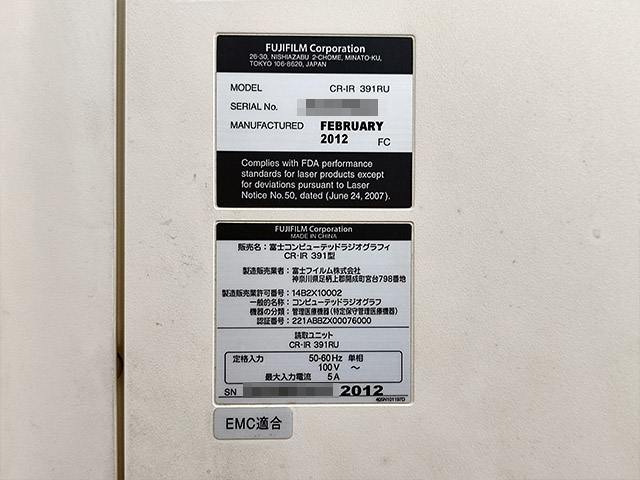 FUJIFILM Corporation
26-30, NISHIAZABU 2-CHOME, MINATO-KU,
TOKYO 106-8620, JAPAN
MODEL CR-IR 391RU
SERIAL No.
MANUFACTURED FEBRUARY
2012 FC
Complies with FDA performance
standards for laser products except
for deviations pursuant to Laser
Notice No.50, dated (June 24, 2007).
FUJIFILM Corporation
MADE IN CHINA
販売名：富士コンピューテッドラジオグラフィ
CR-IR 391型
製造販売業者：富士フイルム株式会社
神奈川県足柄上郡開成町宮台798番地
製造販売業許可番号：14B2X10002
一般的名称：コンピューテッドラジオグラフ
機器の分類：管理医療機器（特定保守管理医療機器）
認証番号：221ABBZX00076000
読取ユニット
CR-IR 391RU
定格入力 50-60Hz 単相
100V ～
最大入力電流 5A
SN 2012
405N101197D
EMC適合